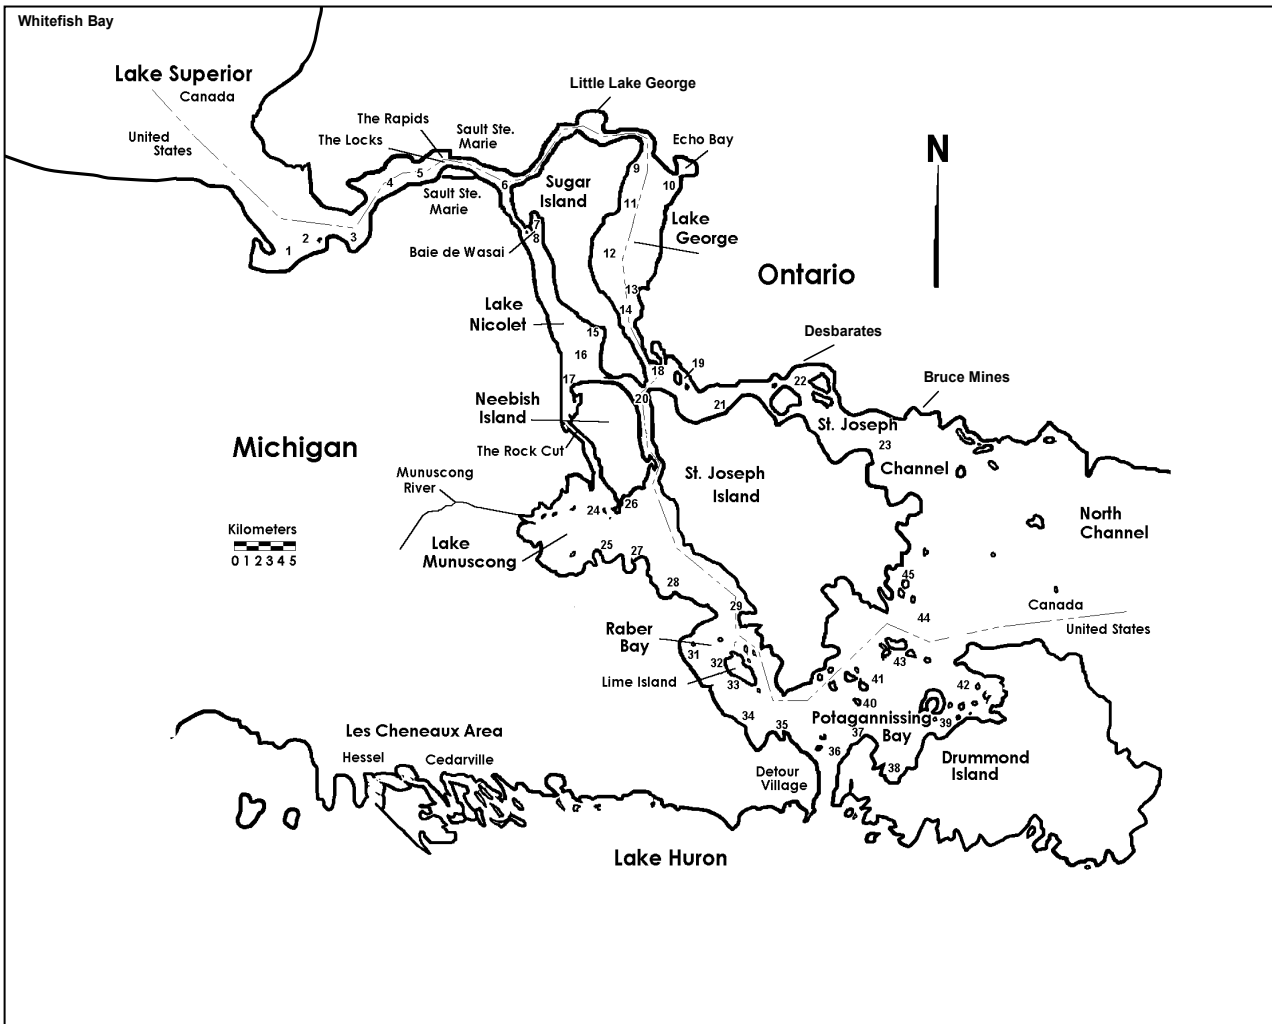 Whitefish Bay
Lake Superior
Canada
United
States
Little Lake George
The Rapids
The Locks
Sault Ste.
Marie
Echo Bay
N
Sault Ste.
Marie
Sugar
Island
Lake
George
Baie de Wasai
Ontario
Lake
Nicolet
Desbarates
Bruce Mines
Neebish
Island
The Rock Cut
Michigan
St. Joseph
Channel
Munuscong
River
St. Joseph
Island
North
Channel
Kilometers
0 1 2 3 4 5
Lake
Munuscong
Canada
United States
Raber
Bay
Lime Island
Potagannissing
Bay
Les Cheneaux Area
Hessel
Cedarville
Detour
Village
Drummond
Island
Lake Huron
1
2
3
4
5
6
7
8
9
10
11
12
13
14
15
16
17
18
19
20
21
22
23
24
25
26
27
28
29
31
32
33
34
35
36
37
38
39
40
41
42
43
44
45